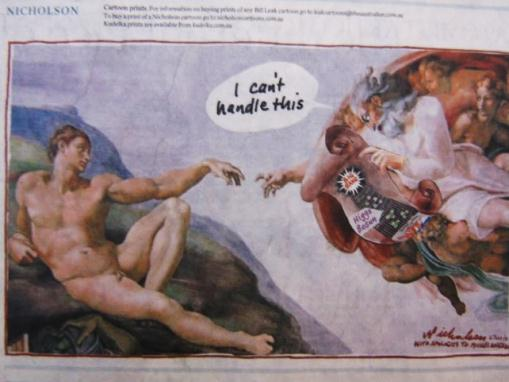 NICHOLSON
Cartoon prints For information on buying prints of any Bill Leak cartoon go to
To buy a print of a Nicholson cartoon go to nicholsoncartoons.com.au
Kudelka prints are available from kudelka.com.au
I can't
handle this
Higgs
Boson
Nicholson
WITH APOLOGIES TO